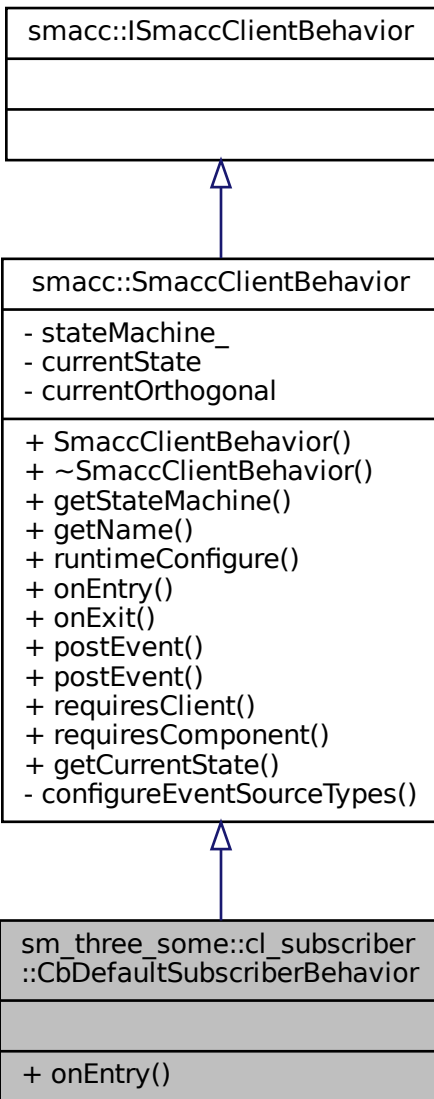 smacc::ISmaccClientBehavior
smacc::SmaccClientBehavior
- stateMachine_
- currentState
- currentOrthogonal
+ SmaccClientBehavior()
+ ~SmaccClientBehavior()
+ getStateMachine()
+ getName()
+ runtimeConfigure()
+ onEntry()
+ onExit()
+ postEvent()
+ postEvent()
+ requiresClient()
+ requiresComponent()
+ getCurrentState()
- configureEventSourceTypes()
sm_three_some::cl_subscriber
::CbDefaultSubscriberBehavior
+ onEntry()